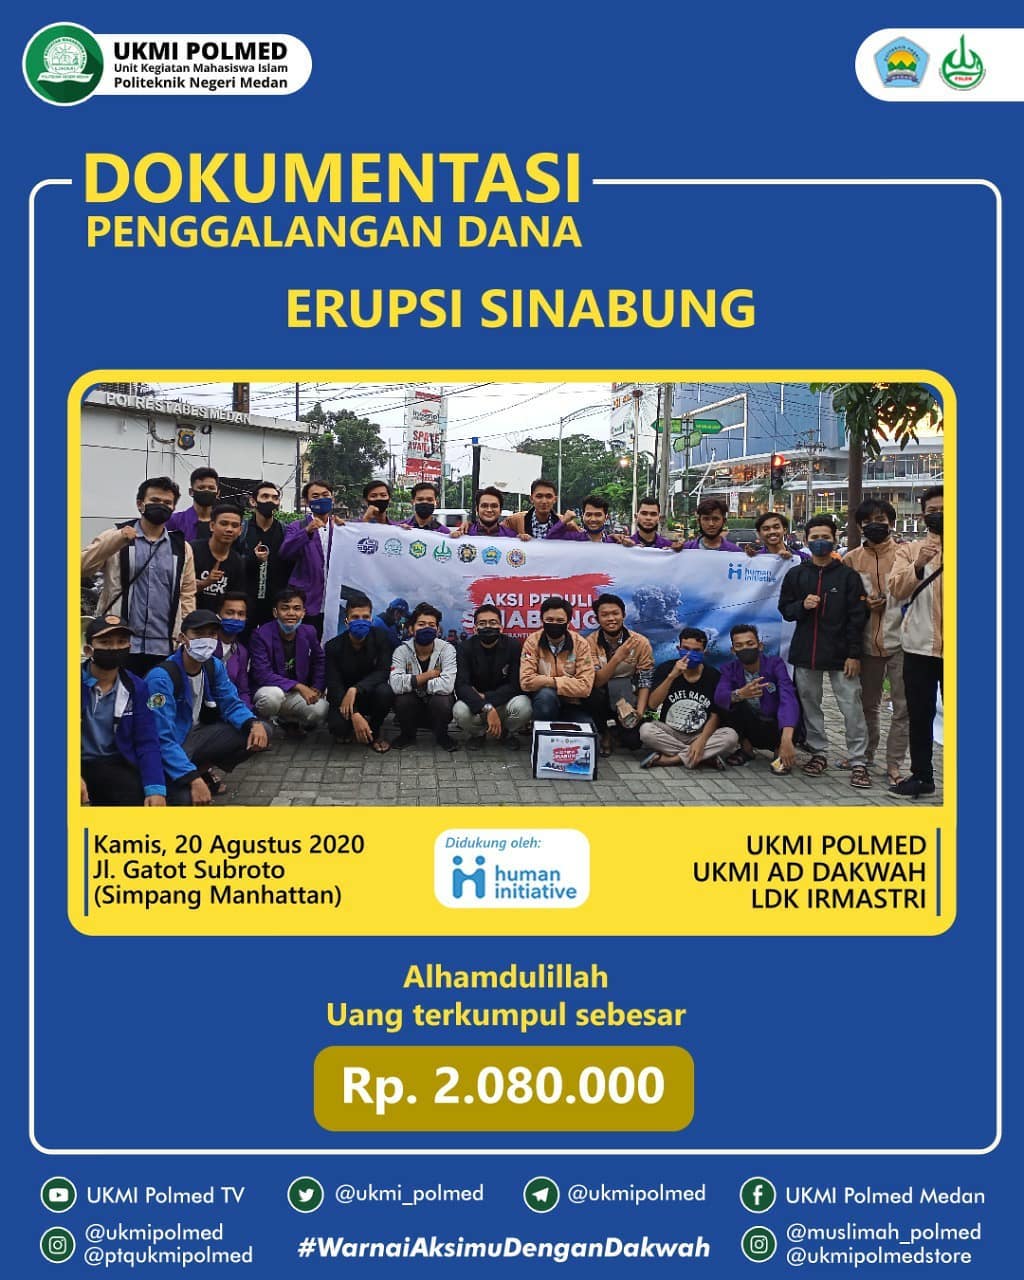 UKMI POLMED
Unit Kegiatan Mahasiswa Islam
Politeknik Negeri Medan
DOKUMENTASI
PENGGALANGAN DANA
ERUPSI SINABUNG
POLRESTABES MEDAN
human
initiative
AKSI PEDULI
SINABUNG
CAFE RACE
Kamis, 20 Agustus 2020
Jl. Gatot Subroto
(Simpang Manhattan)
Didukung oleh:
human
initiative
UKMI POLMED
UKMI AD DAKWAH
LDK IRMASTRI
Alhamdulillah
Uang terkumpul sebesar
Rp. 2.080.000
UKMI Polmed TV
@ukmi_polmed
@ukmipolmed
UKMI Polmed Medan
@ukmipolmed
@ptqukmipolmed
#WarnaiAksimuDenganDakwah
@muslimah_polmed
@ukmipolmedstore